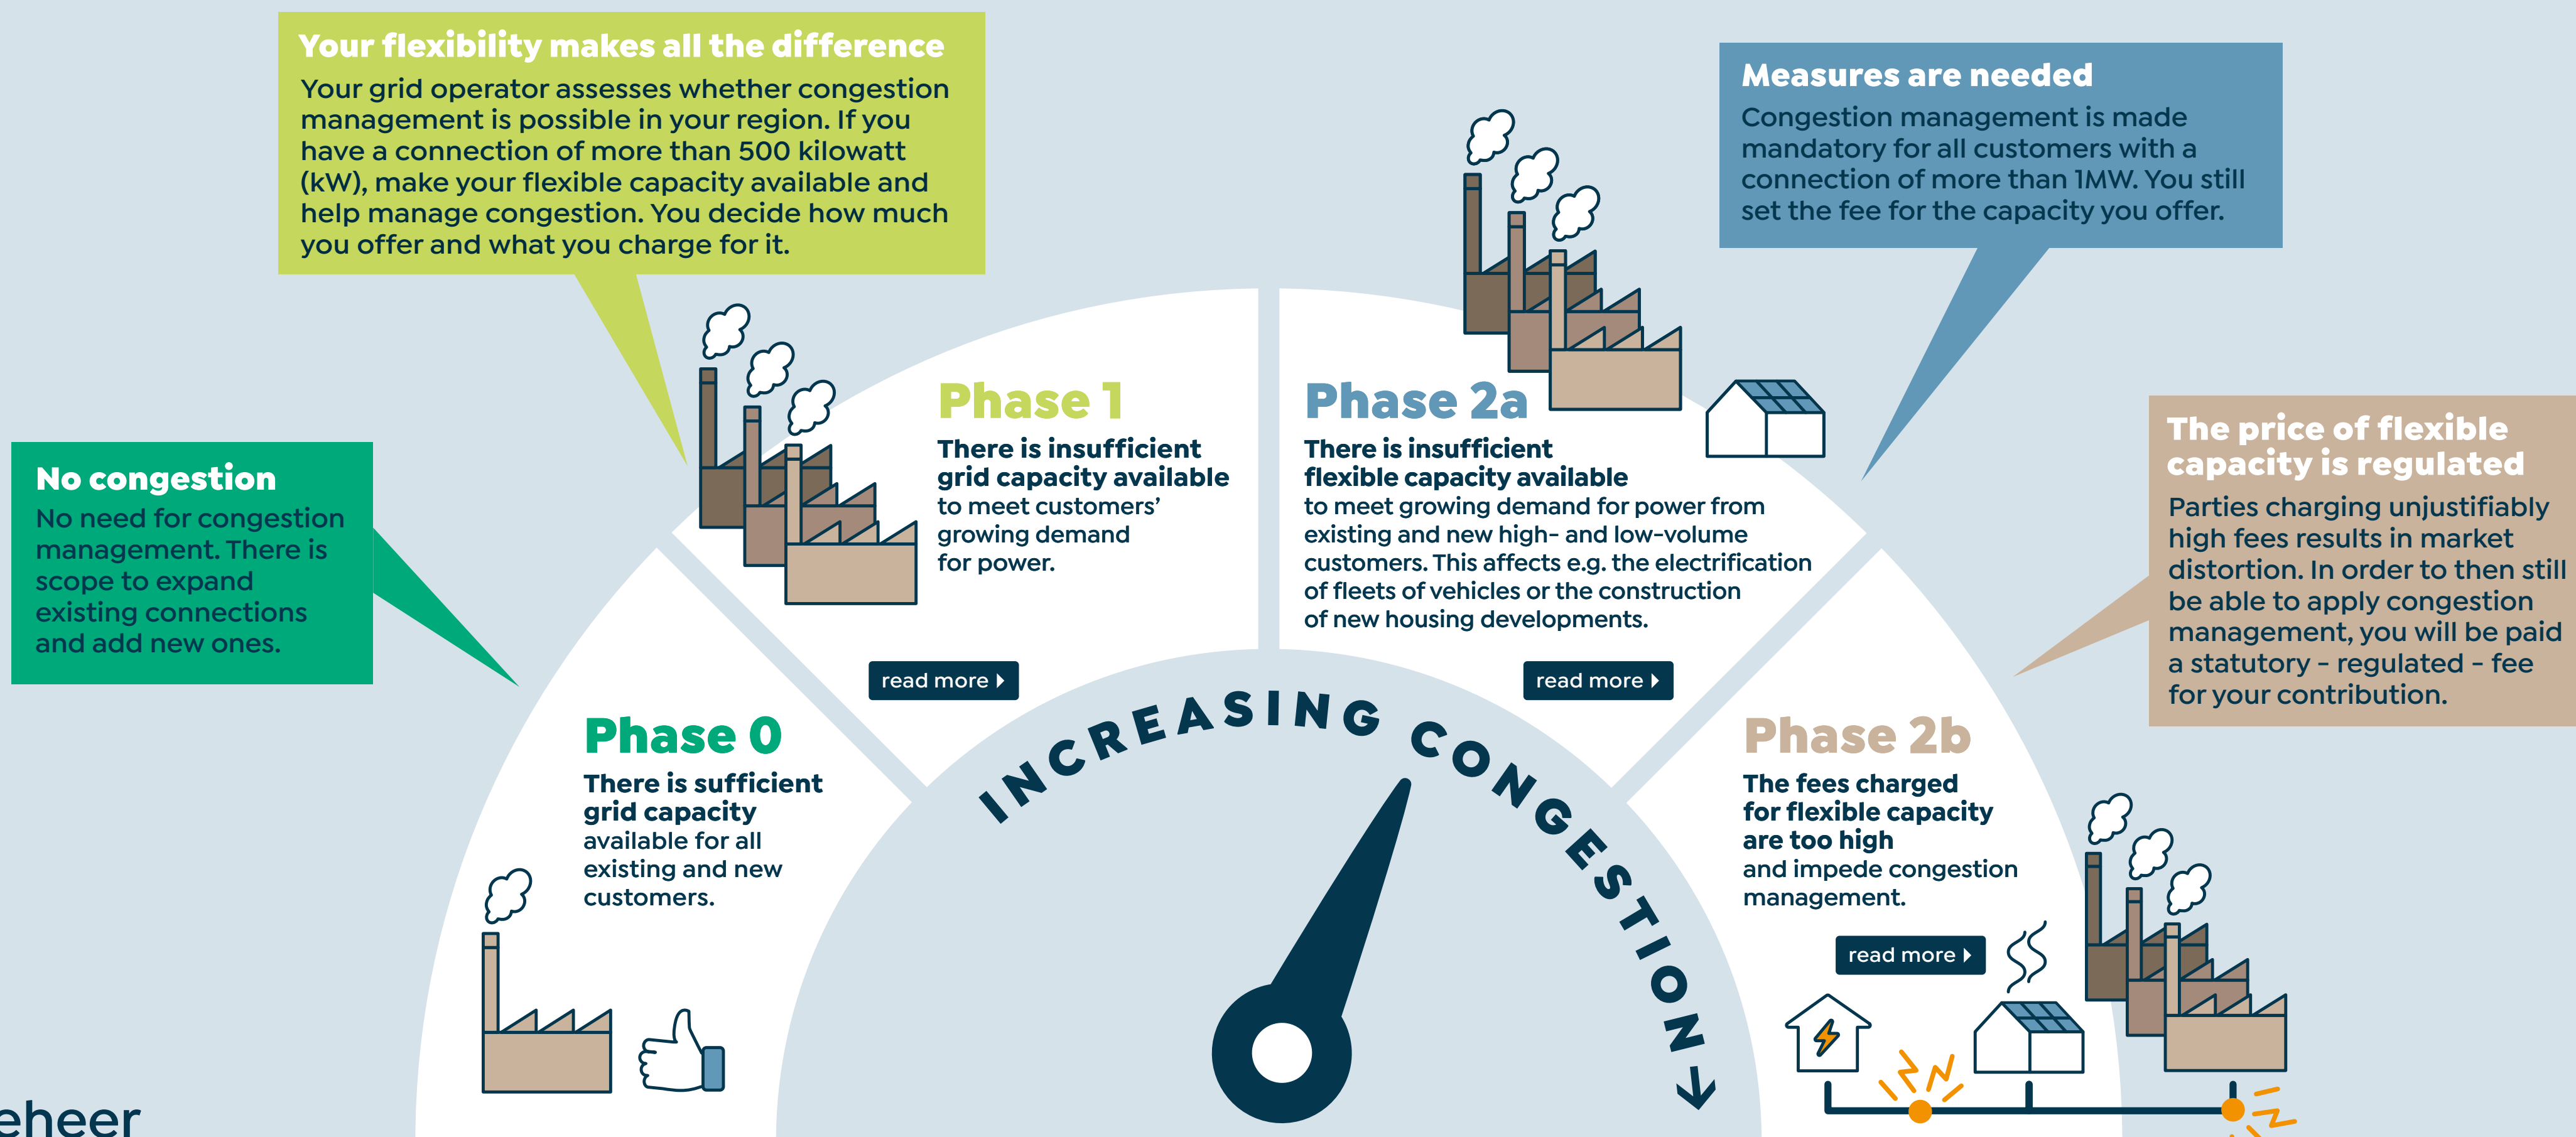 Your flexibility makes all the difference
Your grid operator assesses whether congestion
management is possible in your region. If you
have a connection of more than 500 kilowatt
(kW), make your flexible capacity available and
help manage congestion. You decide how much
you offer and what you charge for it.
Measures are needed
Congestion management is made
mandatory for all customers with a
connection of more than 1MW. You still
set the fee for the capacity you offer.
No congestion
No need for congestion
management. There is
scope to expand
existing connections
and add new ones.
Phase 1
There is insufficient
grid capacity available
to meet customers’
growing demand
for power.
read more
Phase 2a
There is insufficient
flexible capacity available
to meet growing demand for power from
existing and new high- and low-volume
customers. This affects e.g. the electrification
of fleets of vehicles or the construction
of new housing developments.
read more
The price of flexible
capacity is regulated
Parties charging unjustifiably
high fees results in market
distortion. In order to then still
be able to apply congestion
management, you will be paid
a statutory - regulated - fee
for your contribution.
Phase 0
There is sufficient
grid capacity
available for all
existing and new
customers.
INCREASING CONGESTION
Phase 2b
The fees charged
for flexible capacity
are too high
and impede congestion
management.
read more
eheer